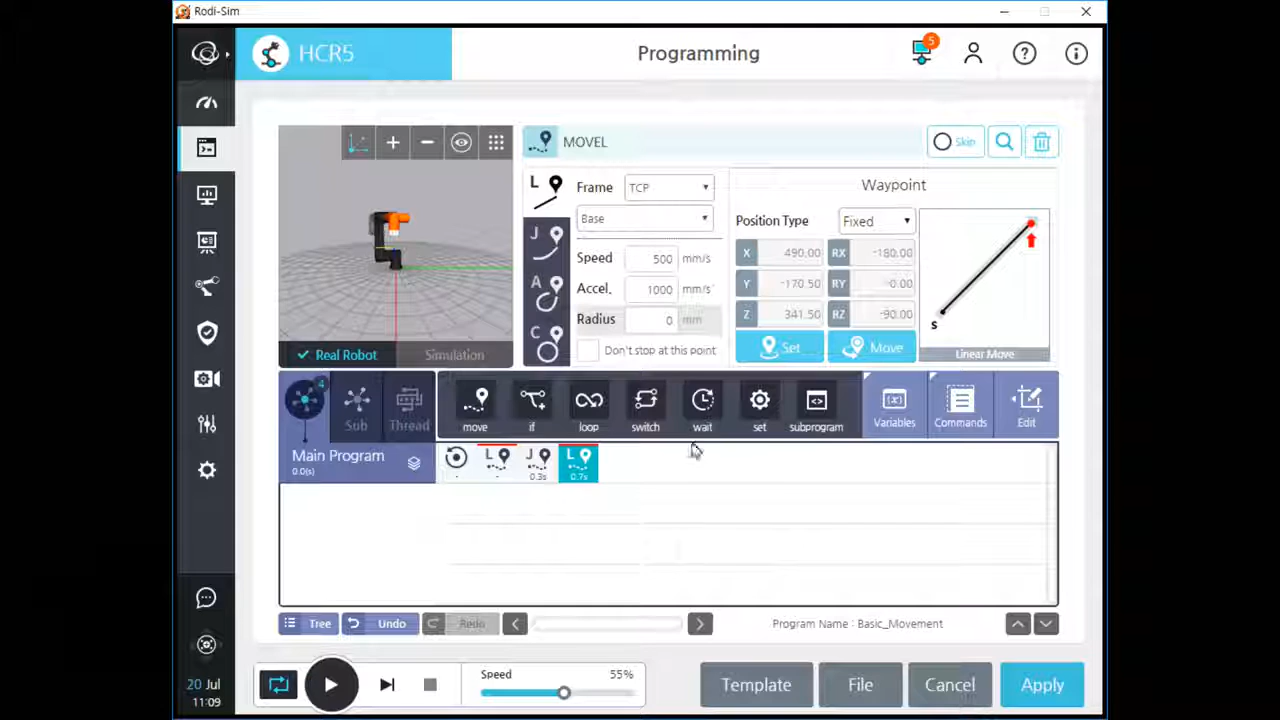 Rodi-Sim
HCR5
Programming
5
MOVEL
Skip
Frame
TCP
Base
Speed
500
mm/s
Accel.
1000
mm/s²
Radius
0
mm
Don't stop at this point
L
J
A
C
Waypoint
Position Type
Fixed
X
490.00
RX
-180.00
Y
-170.50
RY
-0.00
Z
341.50
RZ
-90.00
Set
Move
S
Linear Move
Real Robot
Simulation
4
Sub
Thread
move
if
loop
switch
wait
set
subprogram
Variables
Commands
Edit
Main Program
0.0(s)
-
L
-
J
0.3s
L
0.7s
Tree
Undo
Redo
Program Name : Basic_Movement
Speed
55%
Template
File
Cancel
Apply
20 Jul
11:09